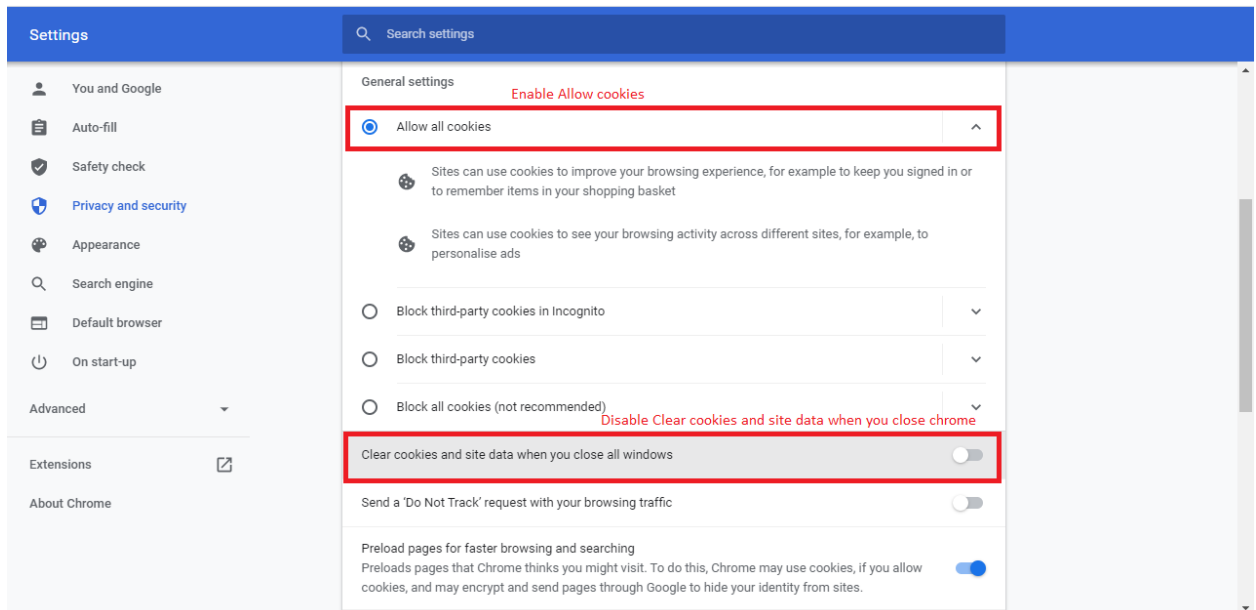 Settings
Search settings
You and Google
Auto-fill
Safety check
Privacy and security
Appearance
Search engine
Default browser
On start-up
Advanced
Extensions
About Chrome
General settings
Enable Allow cookies
Allow all cookies
Sites can use cookies to improve your browsing experience, for example to keep you signed in or
to remember items in your shopping basket
Sites can use cookies to see your browsing activity across different sites, for example, to
personalise ads
Block third-party cookies in Incognito
Block third-party cookies
Block all cookies (not recommended)
Disable Clear cookies and site data when you close chrome
Clear cookies and site data when you close all windows
Send a 'Do Not Track' request with your browsing traffic
Preload pages for faster browsing and searching
Preloads pages that Chrome thinks you might visit. To do this, Chrome may use cookies, if you allow
cookies, and may encrypt and send pages through Google to hide your identity from sites.